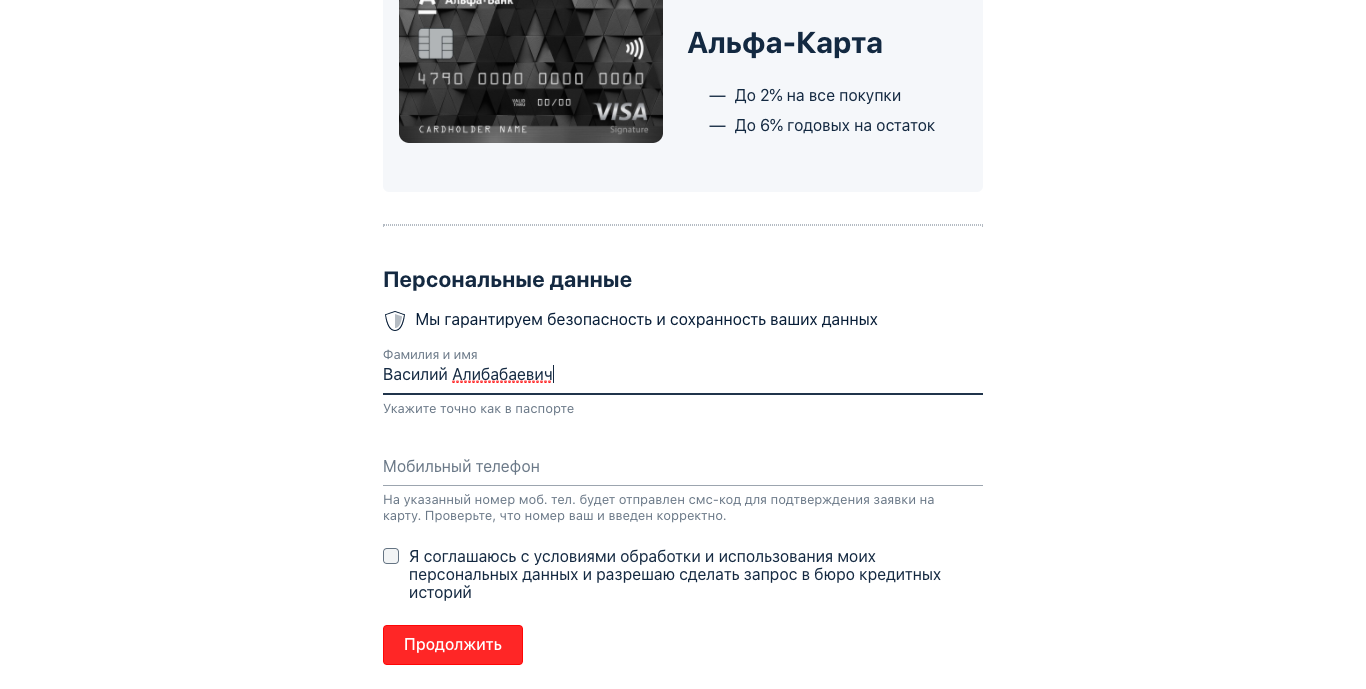 Альфа-Банк
Альфа-Карта
4790 0000 0000 0000
— До 2% на все покупки
VALID THRU 00/00
VISA
— До 6% годовых на остаток
CARDHOLDER NAME
Signature
Персональные данные
Мы гарантируем безопасность и сохранность ваших данных
Фамилия и имя
Василий Алибабаевич
Укажите точно как в паспорте
Мобильный телефон
На указанный номер моб. тел. будет отправлен смс-код для подтверждения заявки на
карту. Проверьте, что номер ваш и введен корректно.
Я соглашаюсь с условиями обработки и использования моих
персональных данных и разрешаю сделать запрос в бюро кредитных
историй
Продолжить